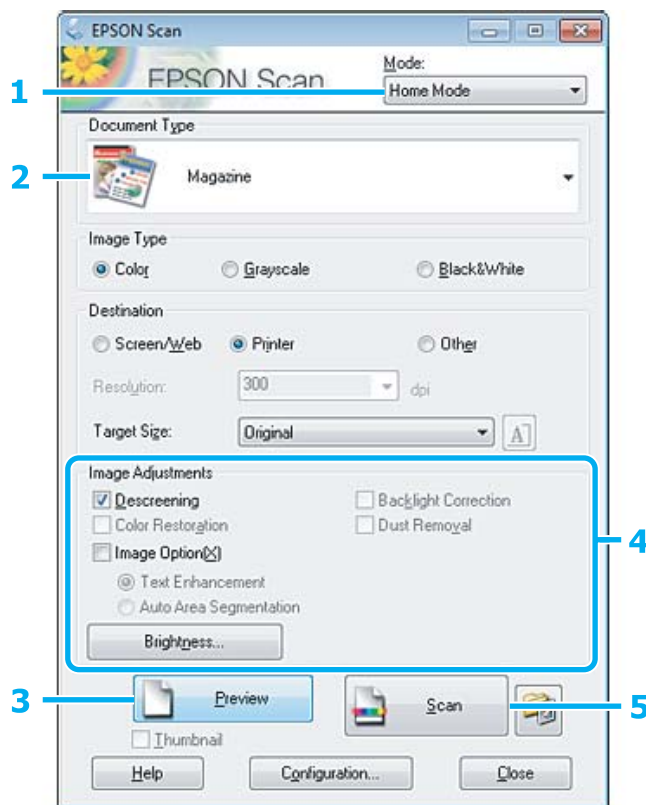 EPSON Scan
EPSON Scan
Mode:
1
Home Mode
Document Type
2
Magazine
Image Type
Color Grayscale Black&White
Destination
Screen/Web Printer Other
Resolution: 300 dpi
Target Size: Original A
Image Adjustments
Descreening Backlight Correction
Color Restoration Dust Removal
4
Image Option(X)
Text Enhancement
Auto Area Segmentation
Brightness...
3 Preview Scan 5
Thumbnail
Help Configuration... Close